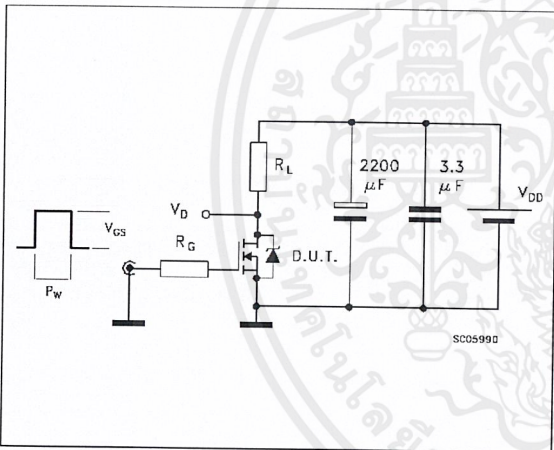 R_L
2200 μF
3.3 μF
V_DD
V_D
V_GS
R_G
D.U.T.
P_W
SC05990